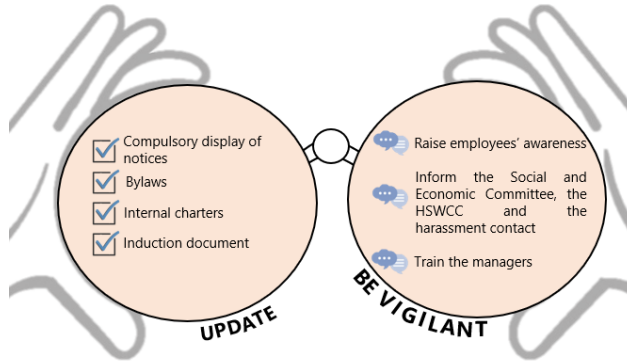 Compulsory display of
notices
Bylaws
Internal charters
Induction document
UPDATE
Raise employees' awareness
Inform the Social and
Economic Committee, the
HSWCC and the
harassment contact
Train the managers
BE VIGILANT